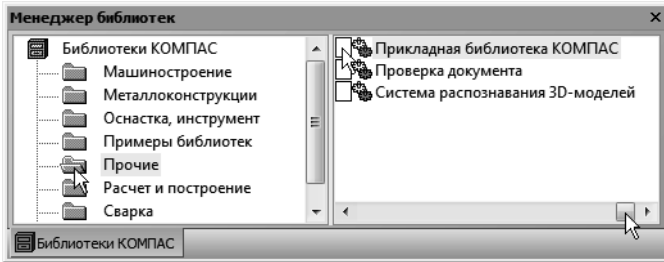 Менеджер библиотек
Библиотеки КОМПАС
Машиностроение
Металлоконструкции
Оснастка, инструмент
Примеры библиотек
Прочие
Расчет и построение
Сварка
Прикладная библиотека КОМПАС
Проверка документа
Система распознавания 3D-моделей
Библиотеки КОМПАС